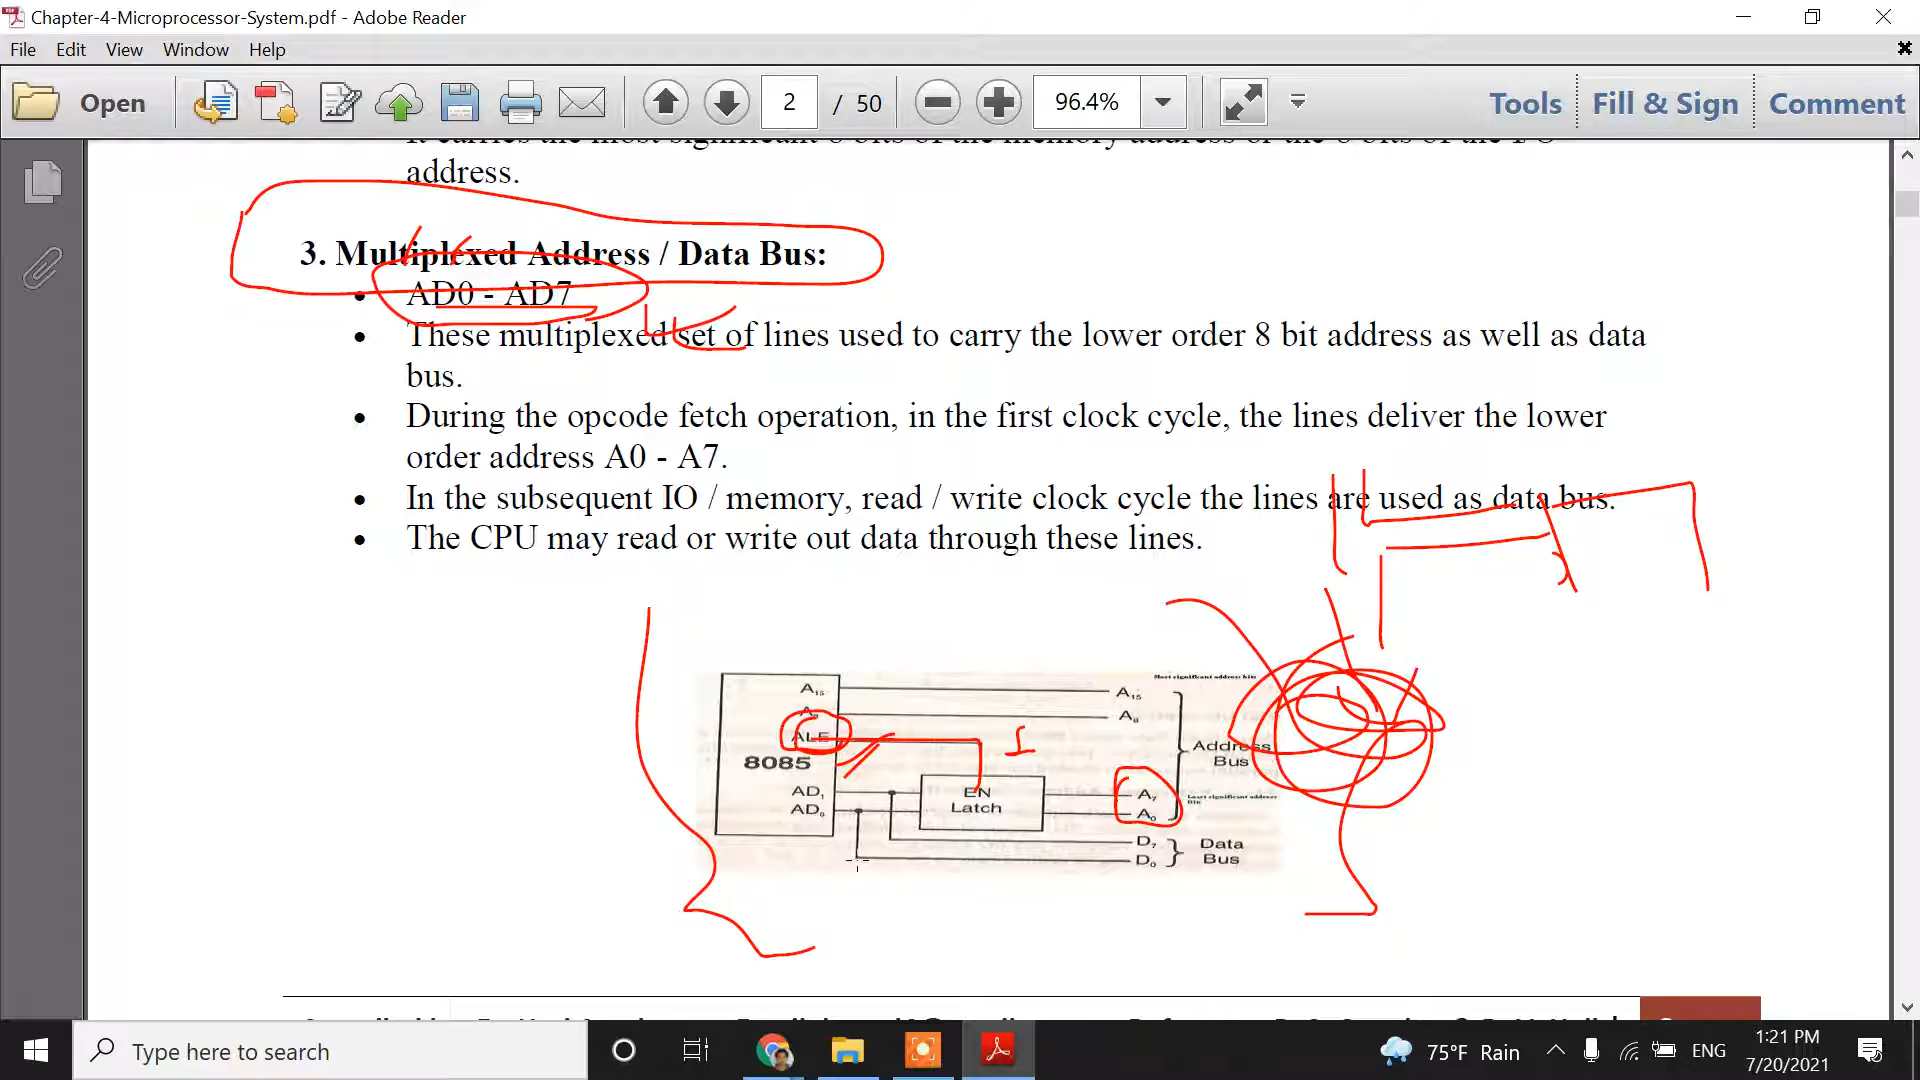 Chapter-4-Microprocessor-System.pdf - Adobe Reader
File Edit View Window Help
Open 2 / 50 96.4% Tools Fill & Sign Comment
address.
3. Multiplexed Address / Data Bus:
• AD0 - AD7
• These multiplexed set of lines used to carry the lower order 8 bit address as well as data
bus.
• During the opcode fetch operation, in the first clock cycle, the lines deliver the lower
order address A0 - A7.
• In the subsequent IO / memory, read / write clock cycle the lines are used as data bus.
• The CPU may read or write out data through these lines.
Most significant address bits
A15 A15
A8
ALE 1
Address
Bus
8085
AD, EN A7
Latch
AD0 A0
D7 Data
D0 Bus
Type here to search
75°F Rain ENG
1:21 PM
7/20/2021